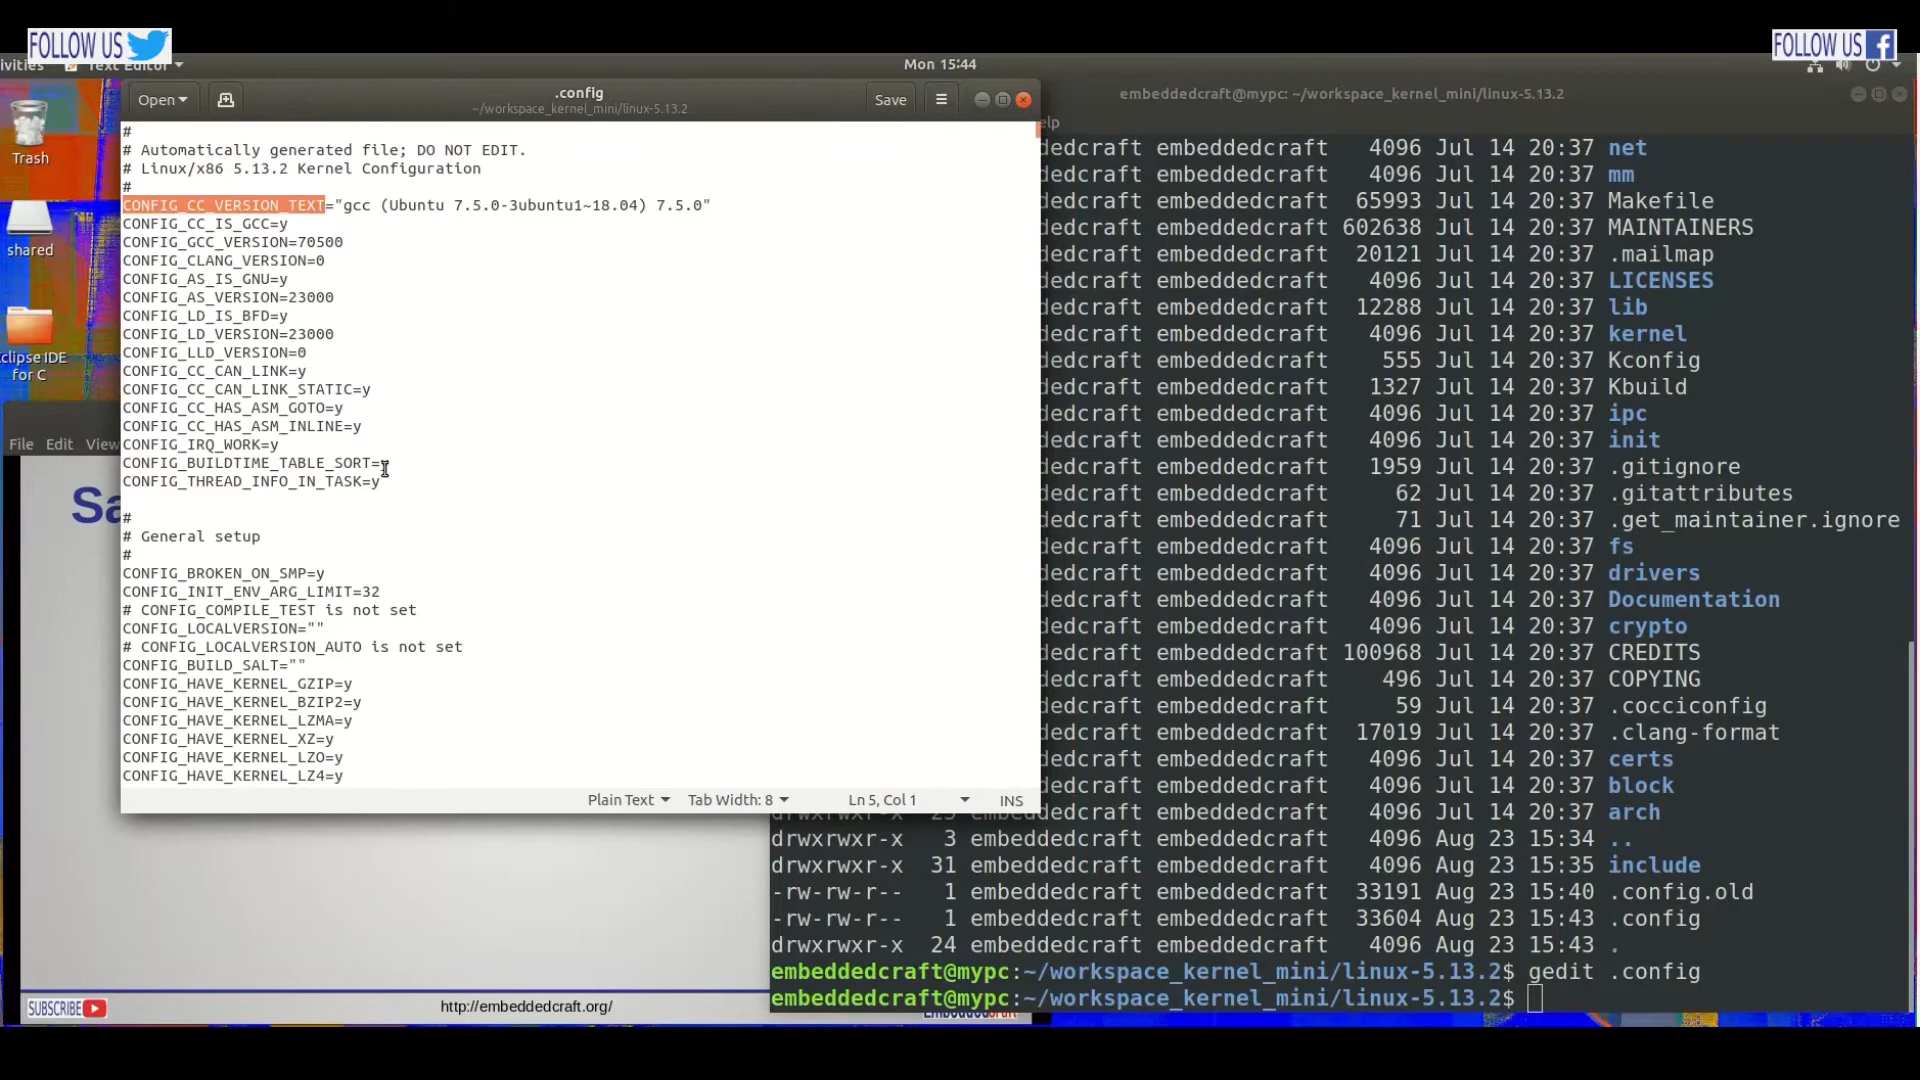 FOLLOW US
FOLLOW US
Text Editor
Mon 15:44
Open
.config
~/workspace_kernel_mini/linux-5.13.2
Save
embeddedcraft@mypc: ~/workspace_kernel_mini/linux-5.13.2
elp
Trash
shared
clipse IDE
for C
File Edit View
#
# Automatically generated file; DO NOT EDIT.
# Linux/x86 5.13.2 Kernel Configuration
#
CONFIG_CC_VERSION_TEXT="gcc (Ubuntu 7.5.0-3ubuntu1~18.04) 7.5.0"
CONFIG_CC_IS_GCC=y
CONFIG_GCC_VERSION=70500
CONFIG_CLANG_VERSION=0
CONFIG_AS_IS_GNU=y
CONFIG_AS_VERSION=23000
CONFIG_LD_IS_BFD=y
CONFIG_LD_VERSION=23000
CONFIG_LLD_VERSION=0
CONFIG_CC_CAN_LINK=y
CONFIG_CC_CAN_LINK_STATIC=y
CONFIG_CC_HAS_ASM_GOTO=y
CONFIG_CC_HAS_ASM_INLINE=y
CONFIG_IRQ_WORK=y
CONFIG_BUILDTIME_TABLE_SORT=
CONFIG_THREAD_INFO_IN_TASK=y
#
# General setup
#
CONFIG_BROKEN_ON_SMP=y
CONFIG_INIT_ENV_ARG_LIMIT=32
# CONFIG_COMPILE_TEST is not set
CONFIG_LOCALVERSION=""
# CONFIG_LOCALVERSION_AUTO is not set
CONFIG_BUILD_SALT=""
CONFIG_HAVE_KERNEL_GZIP=y
CONFIG_HAVE_KERNEL_BZIP2=y
CONFIG_HAVE_KERNEL_LZMA=y
CONFIG_HAVE_KERNEL_XZ=y
CONFIG_HAVE_KERNEL_LZO=y
CONFIG_HAVE_KERNEL_LZ4=y
Plain Text Tab Width: 8 Ln 5, Col 1 INS
dedcraft embeddedcraft 4096 Jul 14 20:37 net
dedcraft embeddedcraft 4096 Jul 14 20:37 mm
dedcraft embeddedcraft 65993 Jul 14 20:37 Makefile
dedcraft embeddedcraft 602638 Jul 14 20:37 MAINTAINERS
dedcraft embeddedcraft 20121 Jul 14 20:37 .mailmap
dedcraft embeddedcraft 4096 Jul 14 20:37 LICENSES
dedcraft embeddedcraft 12288 Jul 14 20:37 lib
dedcraft embeddedcraft 4096 Jul 14 20:37 kernel
dedcraft embeddedcraft 555 Jul 14 20:37 Kconfig
dedcraft embeddedcraft 1327 Jul 14 20:37 Kbuild
dedcraft embeddedcraft 4096 Jul 14 20:37 ipc
dedcraft embeddedcraft 4096 Jul 14 20:37 init
dedcraft embeddedcraft 1959 Jul 14 20:37 .gitignore
dedcraft embeddedcraft 62 Jul 14 20:37 .gitattributes
dedcraft embeddedcraft 71 Jul 14 20:37 .get_maintainer.ignore
dedcraft embeddedcraft 4096 Jul 14 20:37 fs
dedcraft embeddedcraft 4096 Jul 14 20:37 drivers
dedcraft embeddedcraft 4096 Jul 14 20:37 Documentation
dedcraft embeddedcraft 4096 Jul 14 20:37 crypto
dedcraft embeddedcraft 100968 Jul 14 20:37 CREDITS
dedcraft embeddedcraft 496 Jul 14 20:37 COPYING
dedcraft embeddedcraft 59 Jul 14 20:37 .cocciconfig
dedcraft embeddedcraft 17019 Jul 14 20:37 .clang-format
dedcraft embeddedcraft 4096 Jul 14 20:37 certs
dedcraft embeddedcraft 4096 Jul 14 20:37 block
drwxrwxr-x 25 embeddedcraft embeddedcraft 4096 Jul 14 20:37 arch
drwxrwxr-x 3 embeddedcraft embeddedcraft 4096 Aug 23 15:34 ..
drwxrwxr-x 31 embeddedcraft embeddedcraft 4096 Aug 23 15:35 include
-rw-rw-r-- 1 embeddedcraft embeddedcraft 33191 Aug 23 15:40 .config.old
-rw-rw-r-- 1 embeddedcraft embeddedcraft 33604 Aug 23 15:43 .config
drwxrwxr-x 24 embeddedcraft embeddedcraft 4096 Aug 23 15:43 .
embeddedcraft@mypc:~/workspace_kernel_mini/linux-5.13.2$ gedit .config
embeddedcraft@mypc:~/workspace_kernel_mini/linux-5.13.2$
Sa
SUBSCRIBE
http://embeddedcraft.org/